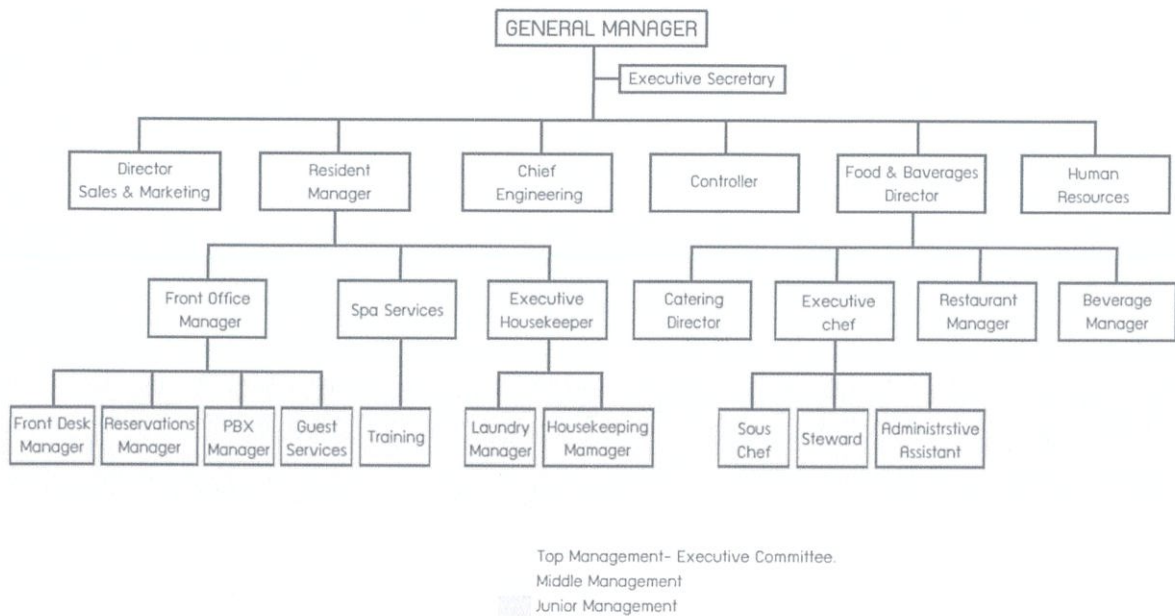 GENERAL MANAGER
Executive Secretary
Director
Sales & Marketing
Resident
Manager
Chief
Engineering
Controller
Food & Baverages
Director
Human
Resources
Front Office
Manager
Spa Services
Executive
Housekeeper
Catering
Director
Executive
chef
Restaurant
Manager
Beverage
Manager
Front Desk
Manager
Reservations
Manager
PBX
Manager
Guest
Services
Training
Laundry
Manager
Housekeeping
Mamager
Sous
Chef
Steward
Administrstive
Assistant
Top Management- Executive Committee.
Middle Management
Junior Management